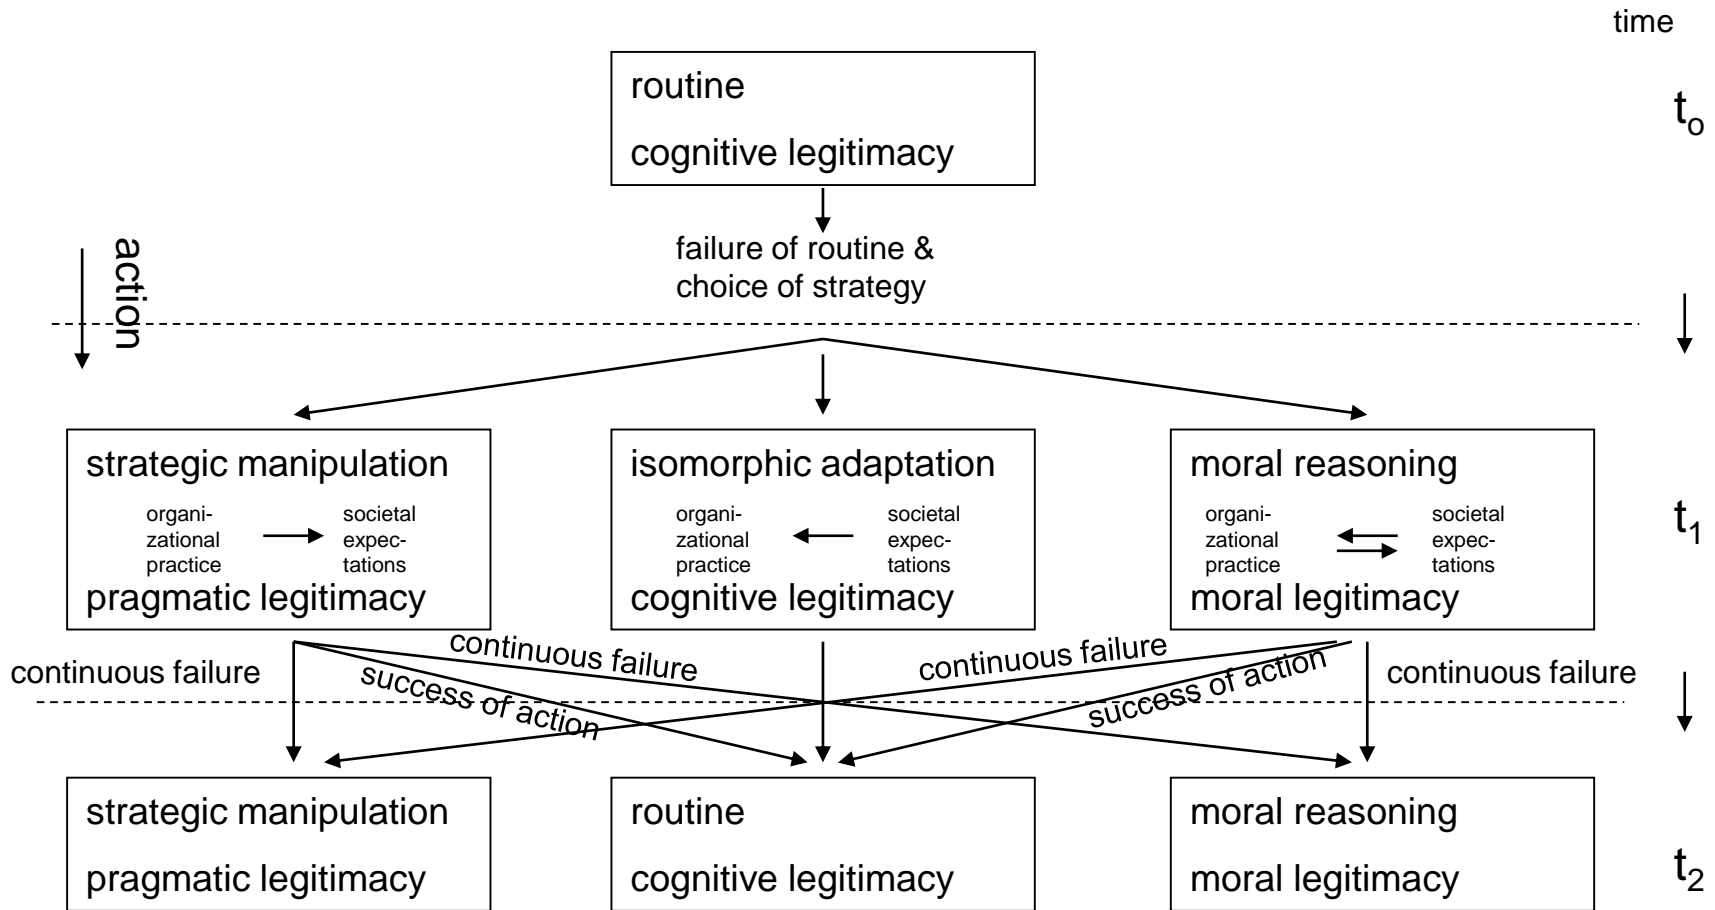 time
routine
cognitive legitimacy
t₀
failure of routine &
choice of strategy
action
strategic manipulation
organi-
zational
practice
societal
expec-
tations
pragmatic legitimacy
isomorphic adaptation
organi-
zational
practice
societal
expec-
tations
cognitive legitimacy
moral reasoning
organi-
zational
practice
societal
expec-
tations
moral legitimacy
t₁
continuous failure
continuous failure
success of action
continuous failure
success of action
continuous failure
strategic manipulation
pragmatic legitimacy
routine
cognitive legitimacy
moral reasoning
moral legitimacy
t₂